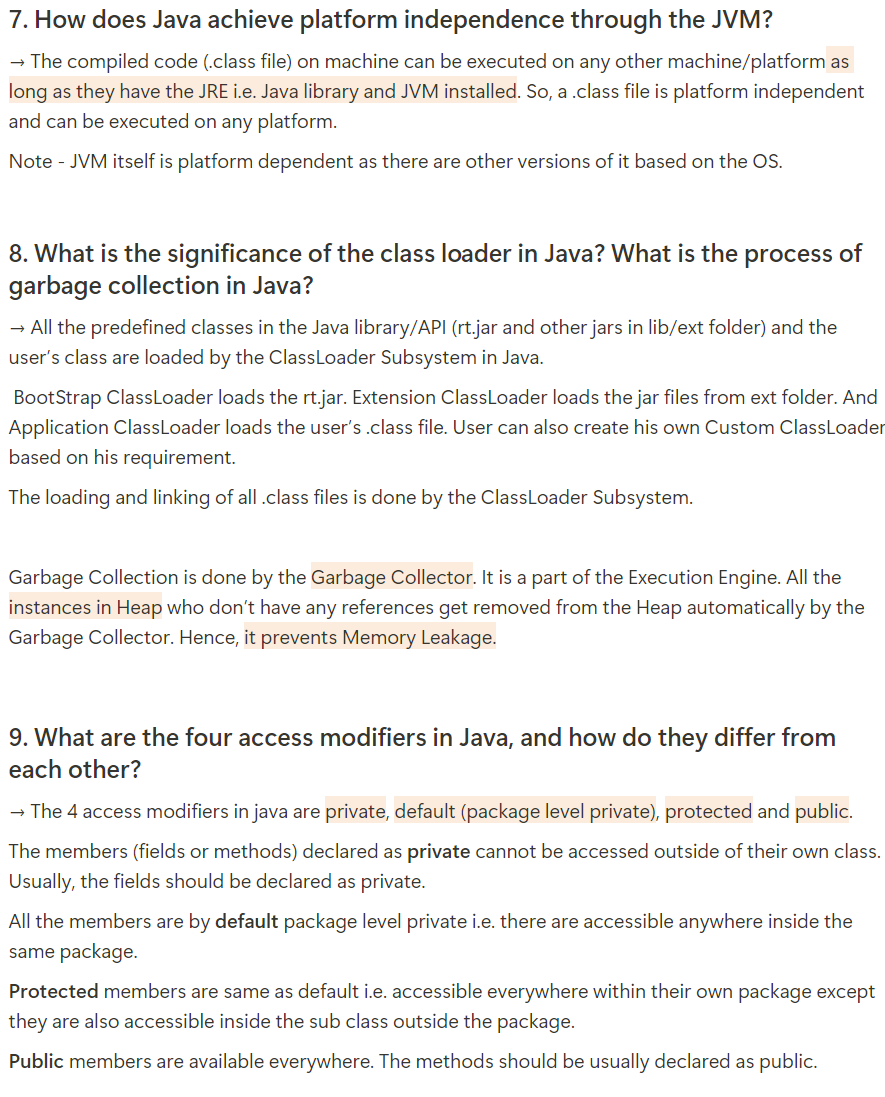 7. How does Java achieve platform independence through the JVM?
→ The compiled code (.class file) on machine can be executed on any other machine/platform as
long as they have the JRE i.e. Java library and JVM installed. So, a .class file is platform independent
and can be executed on any platform.
Note - JVM itself is platform dependent as there are other versions of it based on the OS.
8. What is the significance of the class loader in Java? What is the process of
garbage collection in Java?
→ All the predefined classes in the Java library/API (rt.jar and other jars in lib/ext folder) and the
user’s class are loaded by the ClassLoader Subsystem in Java.
BootStrap ClassLoader loads the rt.jar. Extension ClassLoader loads the jar files from ext folder. And
Application ClassLoader loads the user’s .class file. User can also create his own Custom ClassLoader
based on his requirement.
The loading and linking of all .class files is done by the ClassLoader Subsystem.
Garbage Collection is done by the Garbage Collector. It is a part of the Execution Engine. All the
instances in Heap who don’t have any references get removed from the Heap automatically by the
Garbage Collector. Hence, it prevents Memory Leakage.
9. What are the four access modifiers in Java, and how do they differ from
each other?
→ The 4 access modifiers in java are private, default (package level private), protected and public.
The members (fields or methods) declared as private cannot be accessed outside of their own class.
Usually, the fields should be declared as private.
All the members are by default package level private i.e. there are accessible anywhere inside the
same package.
Protected members are same as default i.e. accessible everywhere within their own package except
they are also accessible inside the sub class outside the package.
Public members are available everywhere. The methods should be usually declared as public.